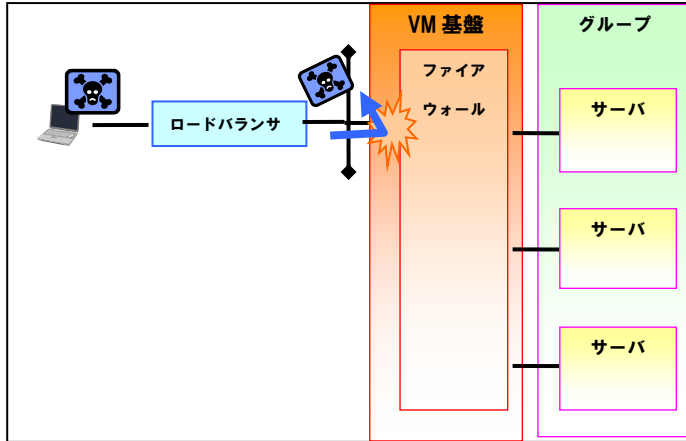 VM 基盤
グループ
ファイア
ウォール
ロードバランサ
サーバ
サーバ
サーバ